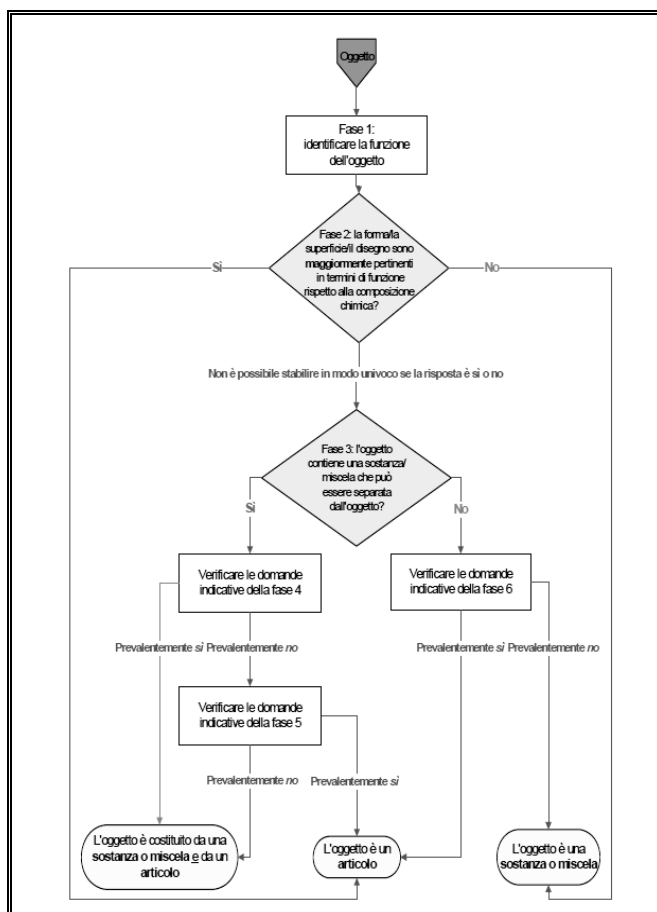 Oggetto
Fase 1:
identificare la funzione
dell'oggetto
Fase 2: la forma/la
superficie/il disegno sono
maggiormente pertinenti
in termini di funzione
rispetto alla composizione
chimica?
Sì
No
Non è possibile stabilire in modo univoco se la risposta è sì o no
Fase 3: l'oggetto
contiene una sostanza/
miscela che può
essere separata
dall'oggetto?
Sì
No
Verificare le domande
indicative della fase 4
Verificare le domande
indicative della fase 6
Prevalentemente sì Prevalentemente no
Prevalentemente sì Prevalentemente no
Verificare le domande
indicative della fase 5
Prevalentemente no
Prevalentemente sì
L'oggetto è costituito da una
sostanza o miscela e da un
articolo
L'oggetto è un
articolo
L'oggetto è una
sostanza o miscela